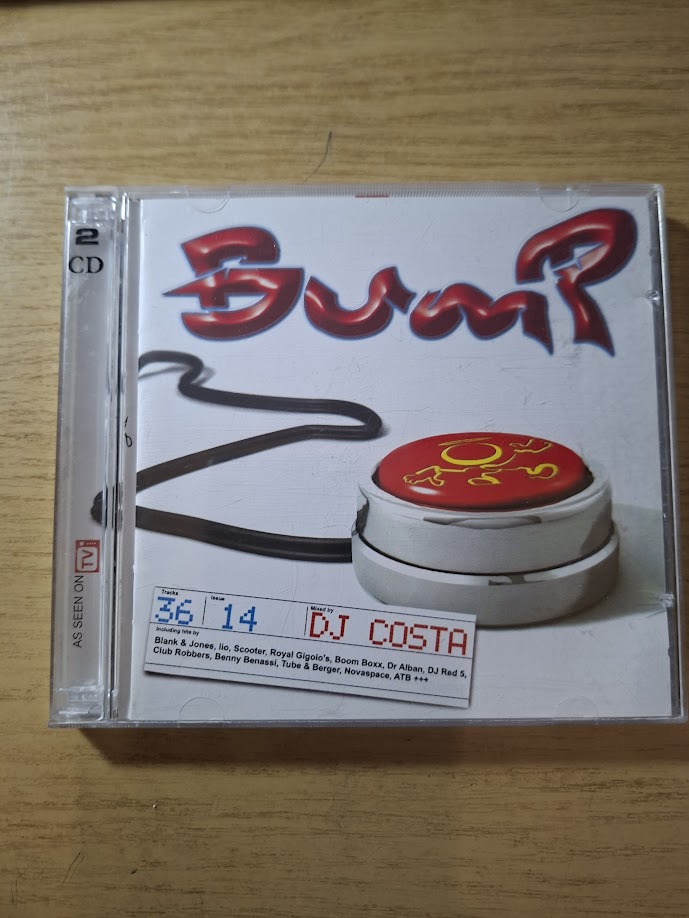 Bump
2
CD
AS SEEN ON TV!
Tracks
36
Issue
14
Mixed by
DJ COSTA
Including hits by
Blank & Jones, Iio, Scooter, Royal Gigolo's, Boom Boxx, Dr Alban, DJ Red 5,
Club Robbers, Benny Benassi, Tube & Berger, Novaspace, ATB +++